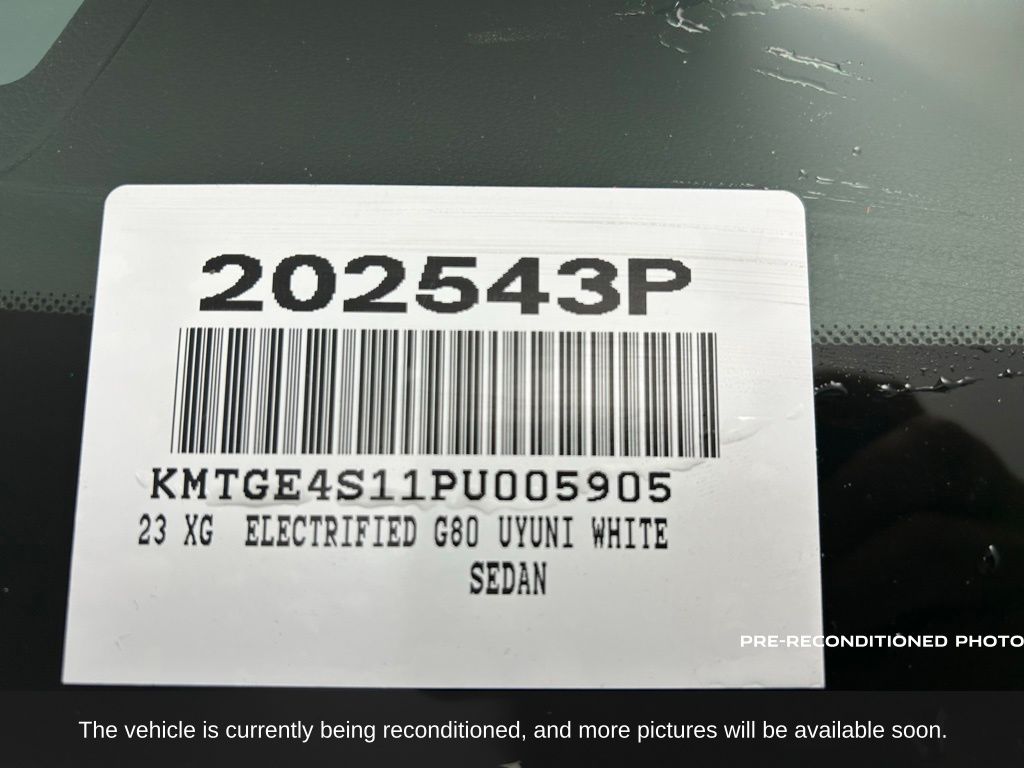 202543P
KMTGE4S11PU005905
23 XG ELECTRIFIED G80 UYUNI WHITE
SEDAN
PRE-RECONDITIONED PHOTO
The vehicle is currently being reconditioned, and more pictures will be available soon.